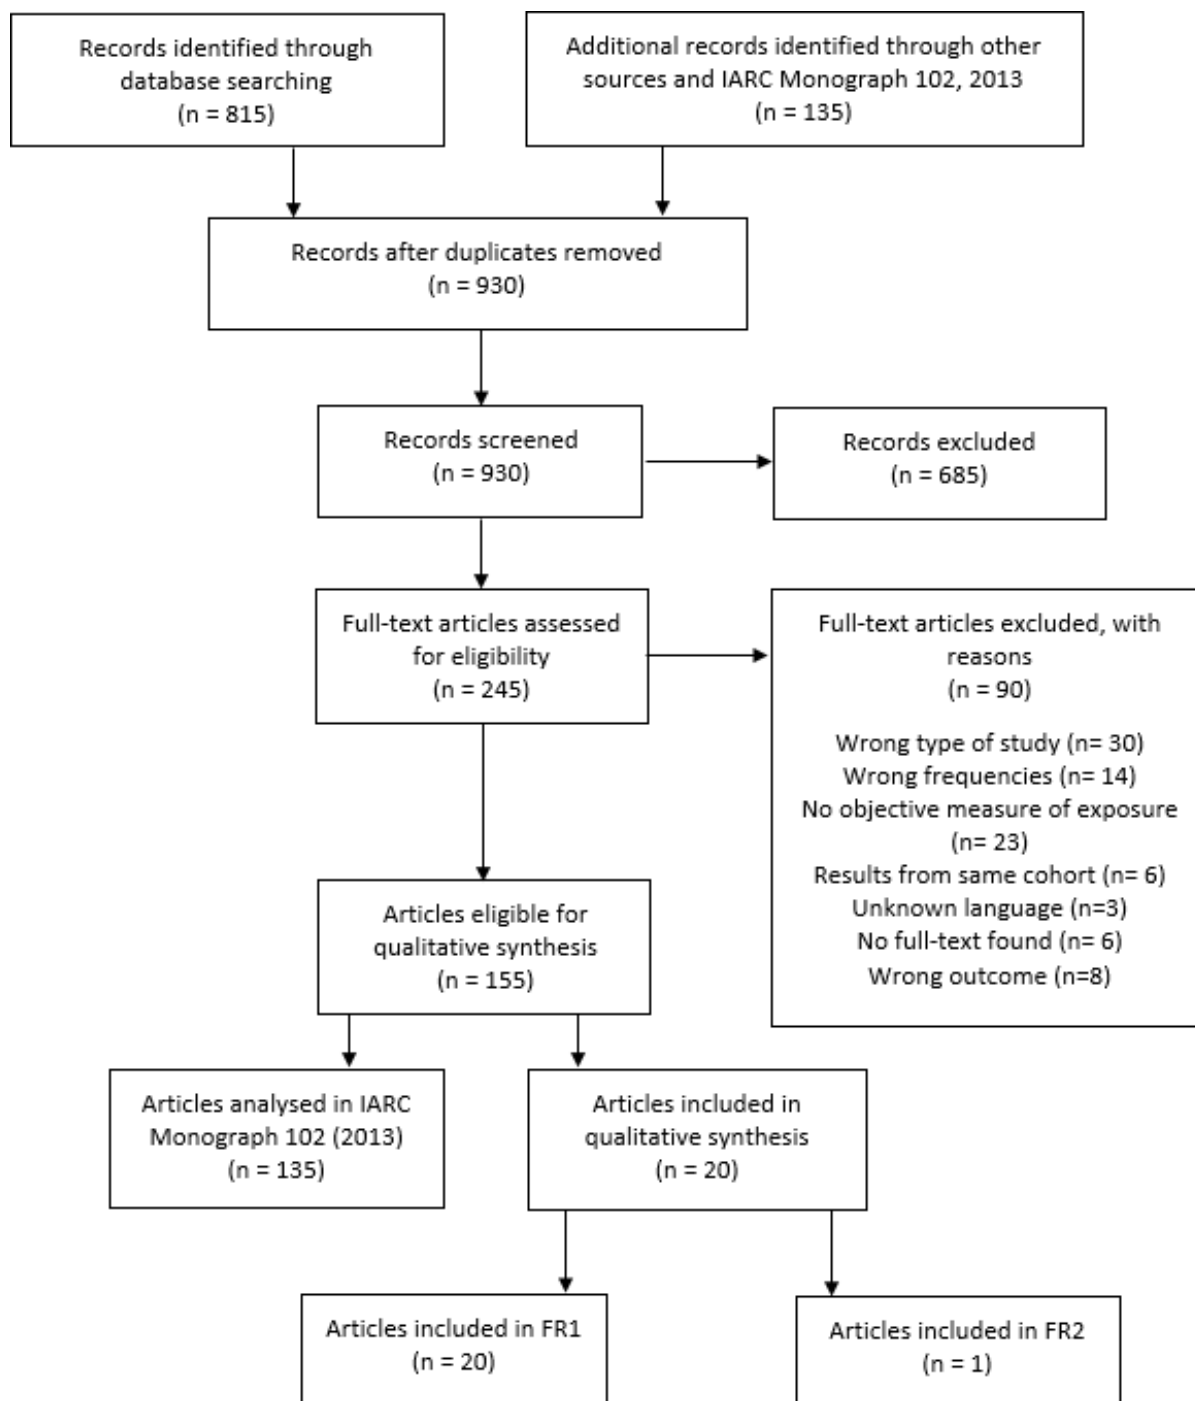 Records identified through
database searching
(n = 815)
Additional records identified through other
sources and IARC Monograph 102, 2013
(n = 135)
Records after duplicates removed
(n = 930)
Records screened
(n = 930)
Records excluded
(n = 685)
Full-text articles assessed
for eligibility
(n = 245)
Full-text articles excluded, with
reasons
(n = 90)
Wrong type of study (n= 30)
Wrong frequencies (n= 14)
No objective measure of exposure
(n= 23)
Results from same cohort (n= 6)
Unknown language (n=3)
No full-text found (n= 6)
Wrong outcome (n=8)
Articles eligible for
qualitative synthesis
(n = 155)
Articles analysed in IARC
Monograph 102 (2013)
(n = 135)
Articles included in
qualitative synthesis
(n = 20)
Articles included in FR1
(n = 20)
Articles included in FR2
(n = 1)